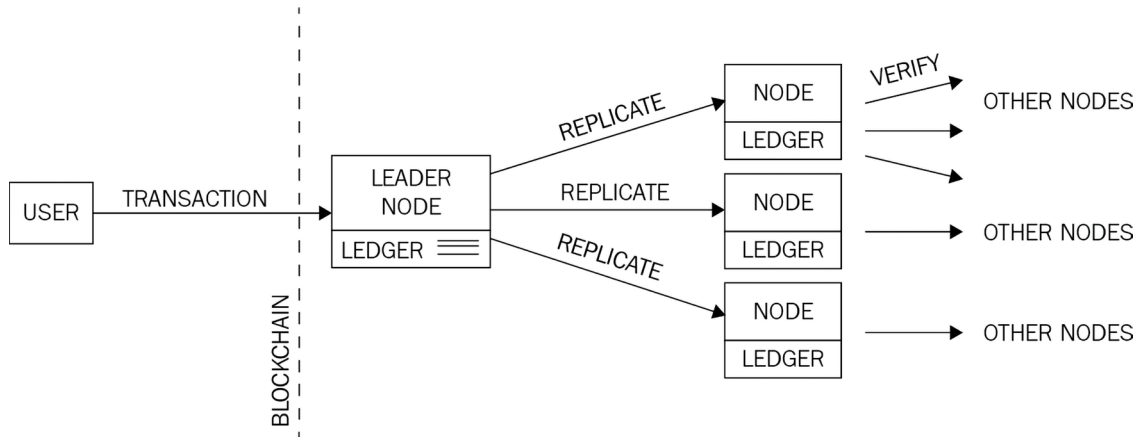 USER
TRANSACTION
BLOCKCHAIN
LEADER
NODE
LEDGER
REPLICATE
REPLICATE
REPLICATE
NODE
LEDGER
NODE
LEDGER
NODE
LEDGER
VERIFY
OTHER NODES
OTHER NODES
OTHER NODES